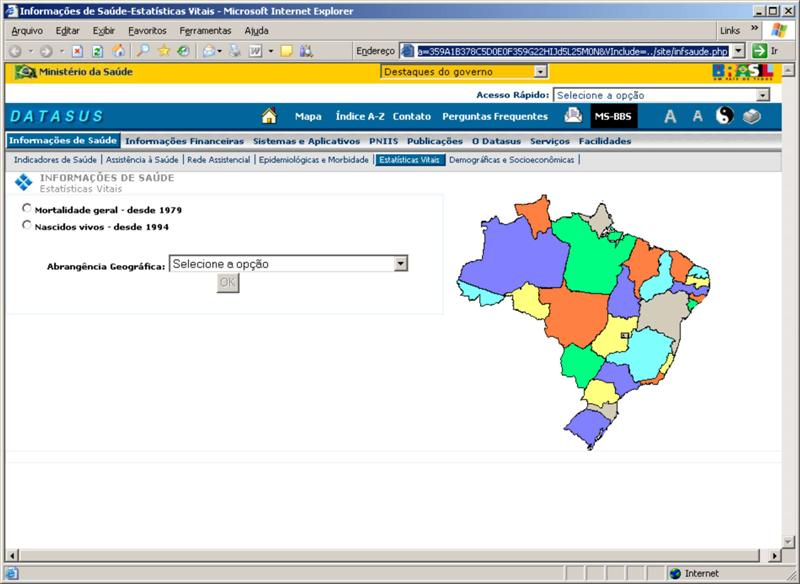 Informações de Saúde-Estatísticas Vitais - Microsoft Internet Explorer
Arquivo Editar Exibir Favoritos Ferramentas Ajuda Links »
Endereço a=359A1B378C5D0E0F359G22HIJd5L25M0N&VInclude=../site/infsaude.php Ir
Ministério da Saúde Destaques do governo BRASIL
Acesso Rápido: Selecione a opção
DATASUS Mapa Índice A-Z Contato Perguntas Frequentes MS-BBS A A
Informações de Saúde Informações Financeiras Sistemas e Aplicativos PNIIS Publicações O Datasus Serviços Facilidades
Indicadores de Saúde | Assistência à Saúde | Rede Assistencial | Epidemiológicas e Morbidade | Estatísticas Vitais Demográficas e Socioeconômicas |
INFORMAÇÕES DE SAÚDE
Estatísticas Vitais
Mortalidade geral - desde 1979
Nascidos vivos - desde 1994
Abrangência Geográfica: Selecione a opção
OK
Internet